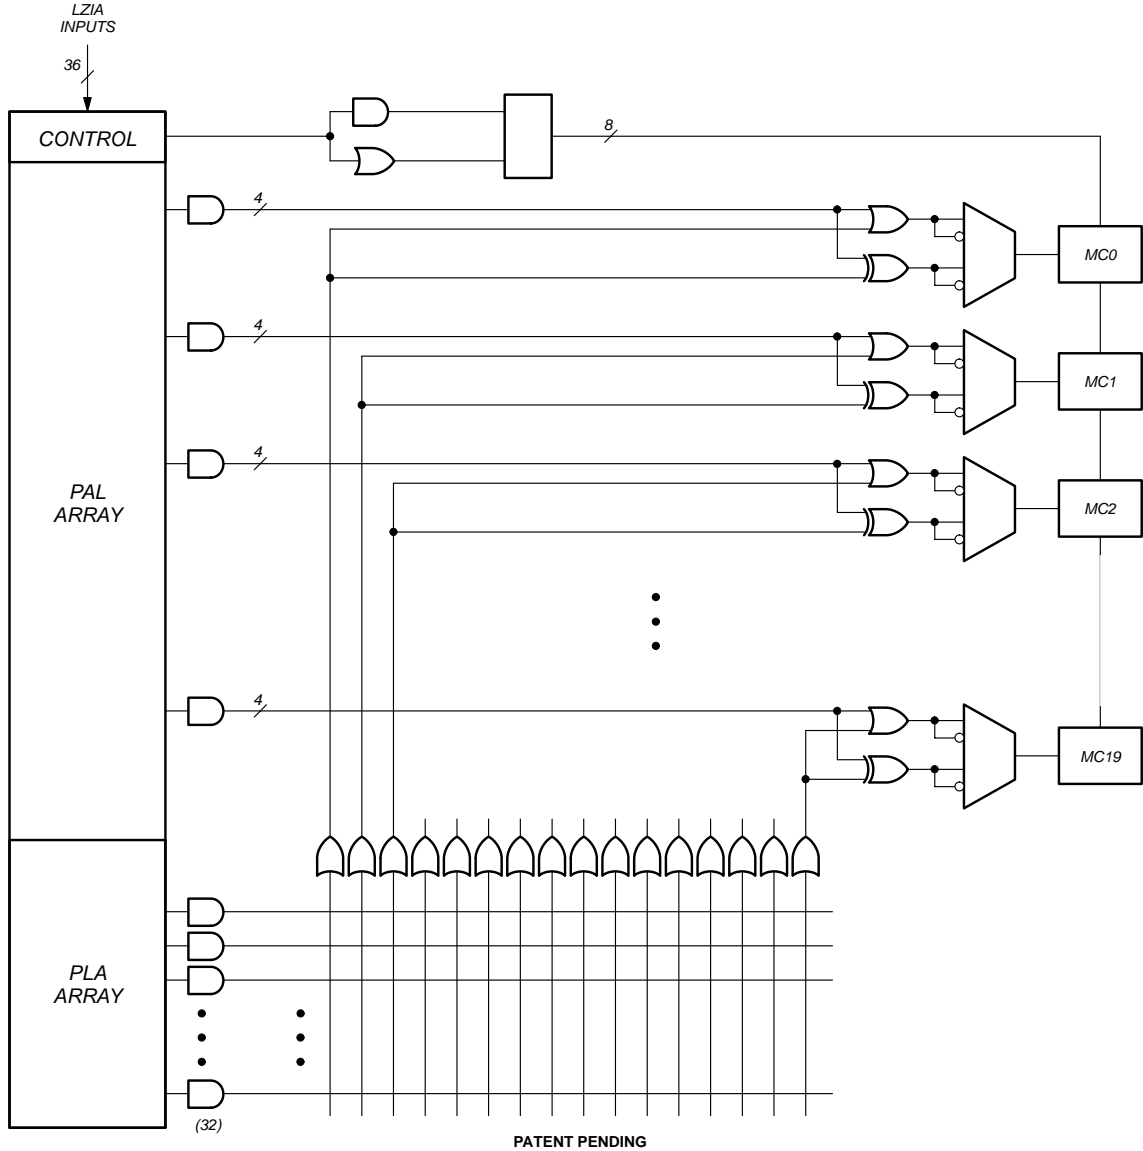 LZIA
INPUTS
36
CONTROL
8
4
MC0
4
MC1
4
PAL
ARRAY
MC2
4
MC19
PLA
ARRAY
(32)
PATENT PENDING